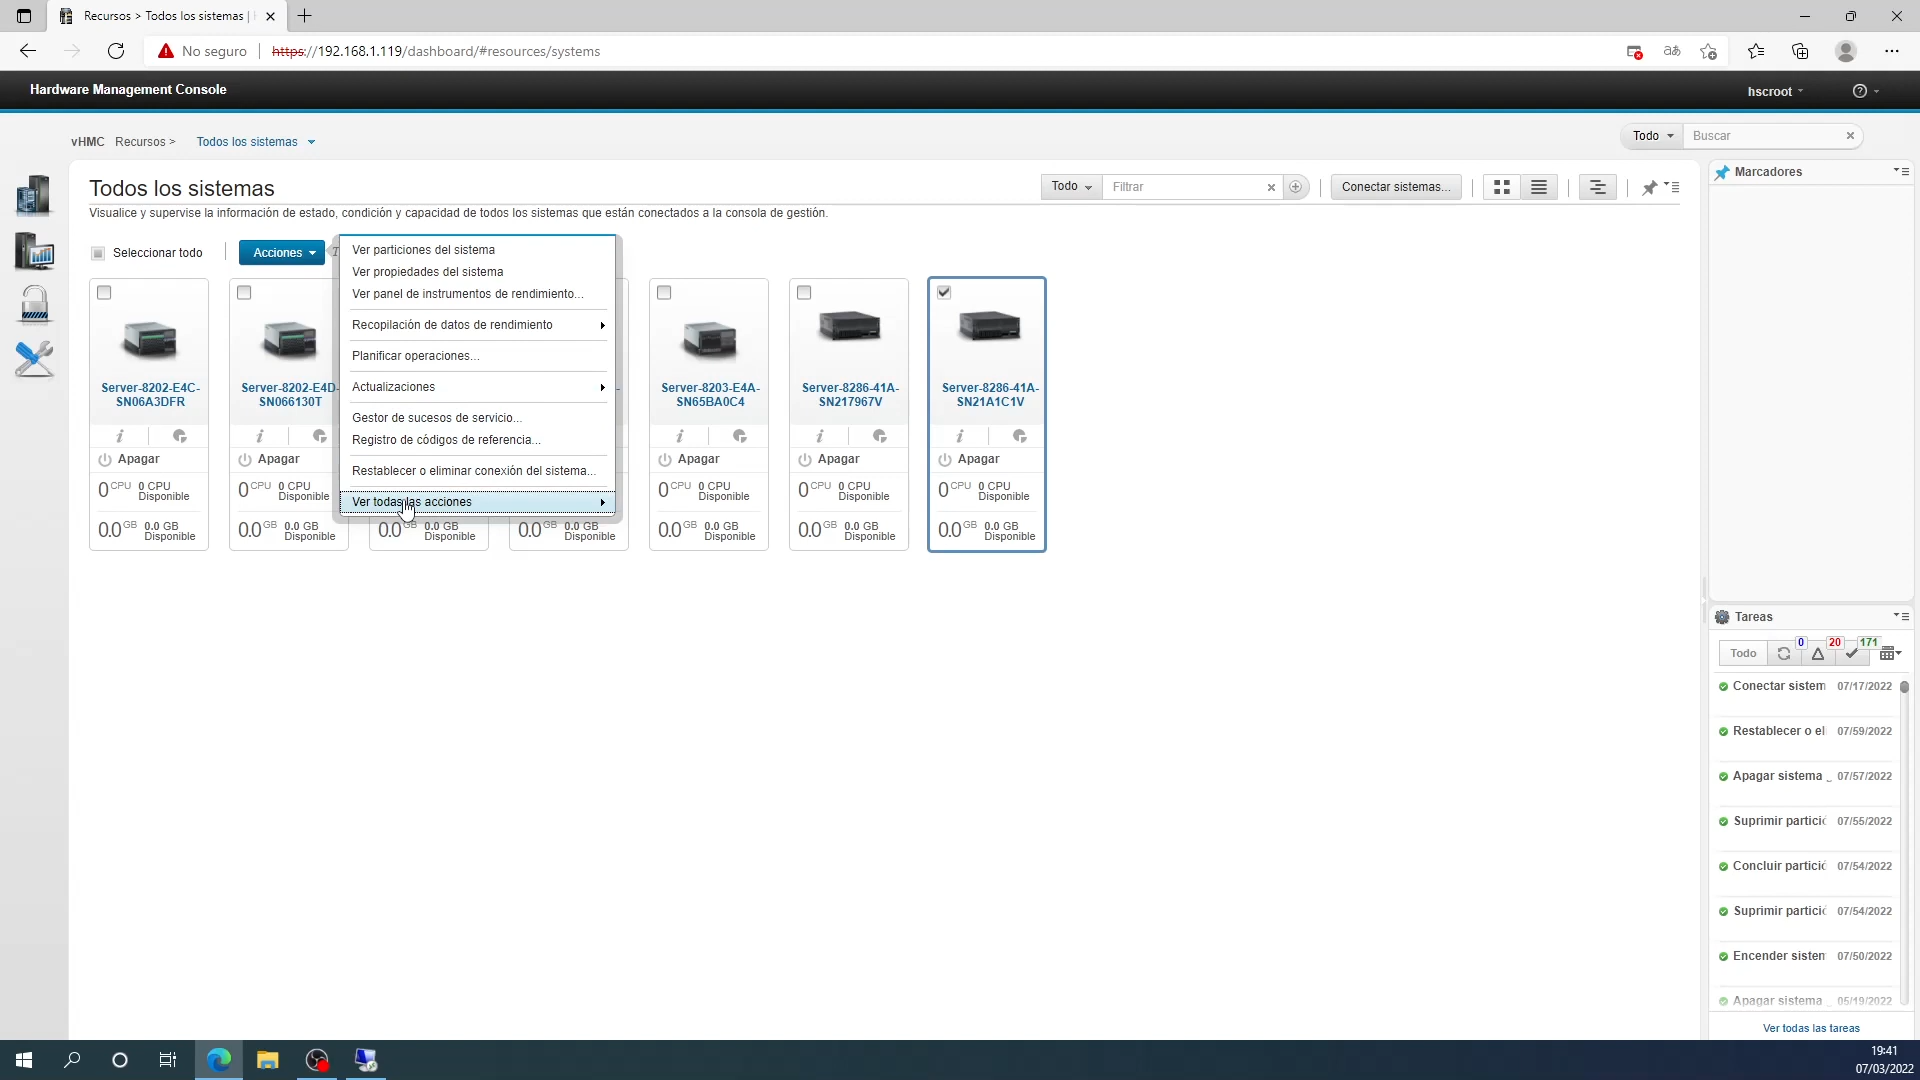 Recursos > Todos los sistemas |
No seguro
https://192.168.1.119/dashboard/#resources/systems
Hardware Management Console
hscroot
vHMC Recursos > Todos los sistemas
Todo Buscar
Todos los sistemas
Todo Filtrar
Conectar sistemas...
Marcadores
Visualice y supervise la información de estado, condición y capacidad de todos los sistemas que están conectados a la consola de gestión.
Seleccionar todo
Acciones
Ver particiones del sistema
Ver propiedades del sistema
Ver panel de instrumentos de rendimiento...
Recopilación de datos de rendimiento
Planificar operaciones...
Actualizaciones
Gestor de sucesos de servicio...
Registro de códigos de referencia...
Restablecer o eliminar conexión del sistema...
Ver todas las acciones
Server-8202-E4C-
SN06A3DFR
Apagar
0 CPU 0 CPU
Disponible
0.0 GB 0.0 GB
Disponible
Server-8202-E4D-
SN066130T
Apagar
0 CPU 0 CPU
Disponible
0.0 GB 0.0 GB
Disponible
0.0 GB 0.0 GB
Disponible
0.0 GB 0.0 GB
Disponible
Server-8203-E4A-
SN65BA0C4
Apagar
0 CPU 0 CPU
Disponible
0.0 GB 0.0 GB
Disponible
Server-8286-41A-
SN217967V
Apagar
0 CPU 0 CPU
Disponible
0.0 GB 0.0 GB
Disponible
Server-8286-41A-
SN21A1C1V
Apagar
0 CPU 0 CPU
Disponible
0.0 GB 0.0 GB
Disponible
Tareas
Todo 0 20 171
Conectar sistem 07/17/2022
Restablecer o el 07/59/2022
Apagar sistema 07/57/2022
Suprimir partici 07/55/2022
Concluir partici 07/54/2022
Suprimir partici 07/54/2022
Encender sistem 07/50/2022
Apagar sistema 05/19/2022
Ver todas las tareas
19:41
07/03/2022